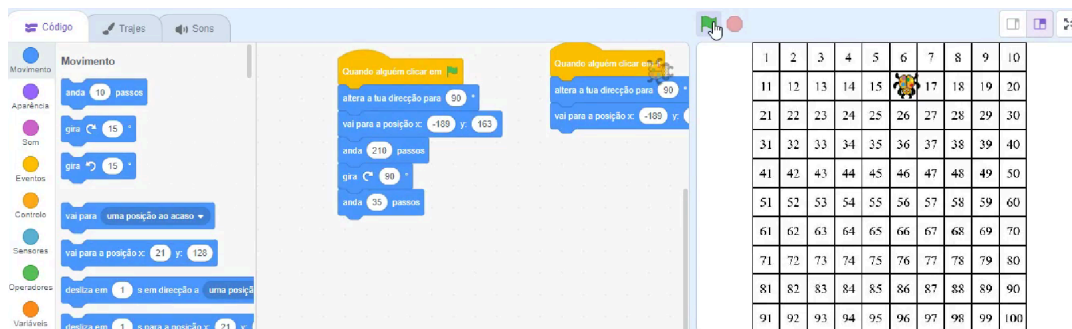 Código
Trajes
Sons
Movimento
Aparência
Som
Eventos
Controlo
Sensores
Operadores
Variáveis
Movimento
anda 10 passos
gira 15 °
gira 15 °
vai para uma posição ao acaso
vai para a posição x: 21 y: 128
desliza em 1 s em direcção a uma posiçã
desliza em 1 s para a posição x: 21 y:
Quando alguém clicar em
altera a tua direcção para 90 °
vai para a posição x: -189 y: 163
anda 210 passos
gira 90 °
anda 35 passos
Quando alguém clicar em
altera a tua direcção para 90 °
vai para a posição x: -189 y:
1 2 3 4 5 6 7 8 9 10
11 12 13 14 15 17 18 19 20
21 22 23 24 25 26 27 28 29 30
31 32 33 34 35 36 37 38 39 40
41 42 43 44 45 46 47 48 49 50
51 52 53 54 55 56 57 58 59 60
61 62 63 64 65 66 67 68 69 70
71 72 73 74 75 76 77 78 79 80
81 82 83 84 85 86 87 88 89 90
91 92 93 94 95 96 97 98 99 100